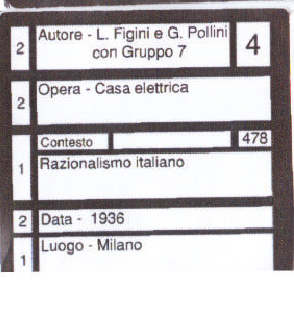 2 Autore - L. Figini e G. Pollini 4
con Gruppo 7
2 Opera - Casa elettrica
Contesto 478
1 Razionalismo italiano
2 Data - 1936
1 Luogo - Milano